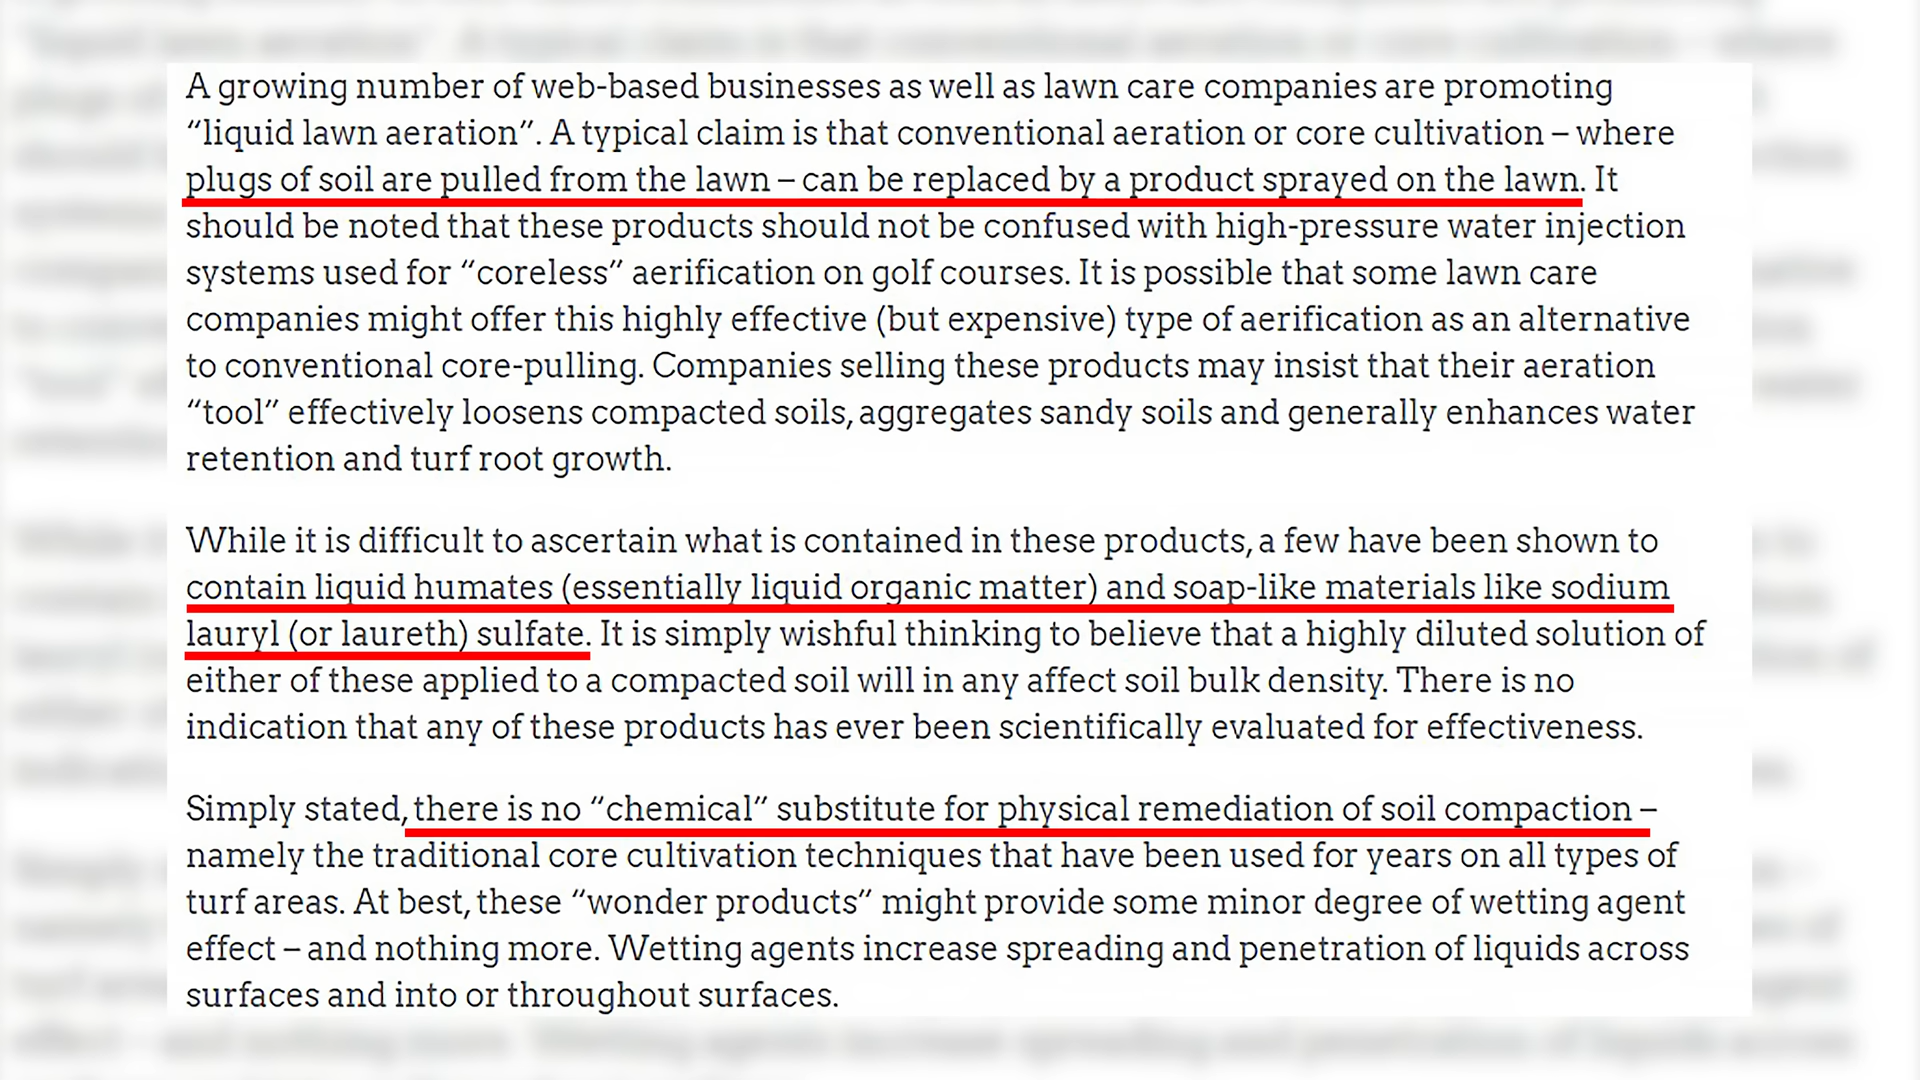 A growing number of web-based businesses as well as lawn care companies are promoting
“liquid lawn aeration”. A typical claim is that conventional aeration or core cultivation – where
plugs of soil are pulled from the lawn – can be replaced by a product sprayed on the lawn. It
should be noted that these products should not be confused with high-pressure water injection
systems used for “coreless” aerification on golf courses. It is possible that some lawn care
companies might offer this highly effective (but expensive) type of aerification as an alternative
to conventional core-pulling. Companies selling these products may insist that their aeration
“tool” effectively loosens compacted soils, aggregates sandy soils and generally enhances water
retention and turf root growth.
While it is difficult to ascertain what is contained in these products, a few have been shown to
contain liquid humates (essentially liquid organic matter) and soap-like materials like sodium
lauryl (or laureth) sulfate. It is simply wishful thinking to believe that a highly diluted solution of
either of these applied to a compacted soil will in any affect soil bulk density. There is no
indication that any of these products has ever been scientifically evaluated for effectiveness.
Simply stated, there is no “chemical” substitute for physical remediation of soil compaction –
namely the traditional core cultivation techniques that have been used for years on all types of
turf areas. At best, these “wonder products” might provide some minor degree of wetting agent
effect – and nothing more. Wetting agents increase spreading and penetration of liquids across
surfaces and into or throughout surfaces.